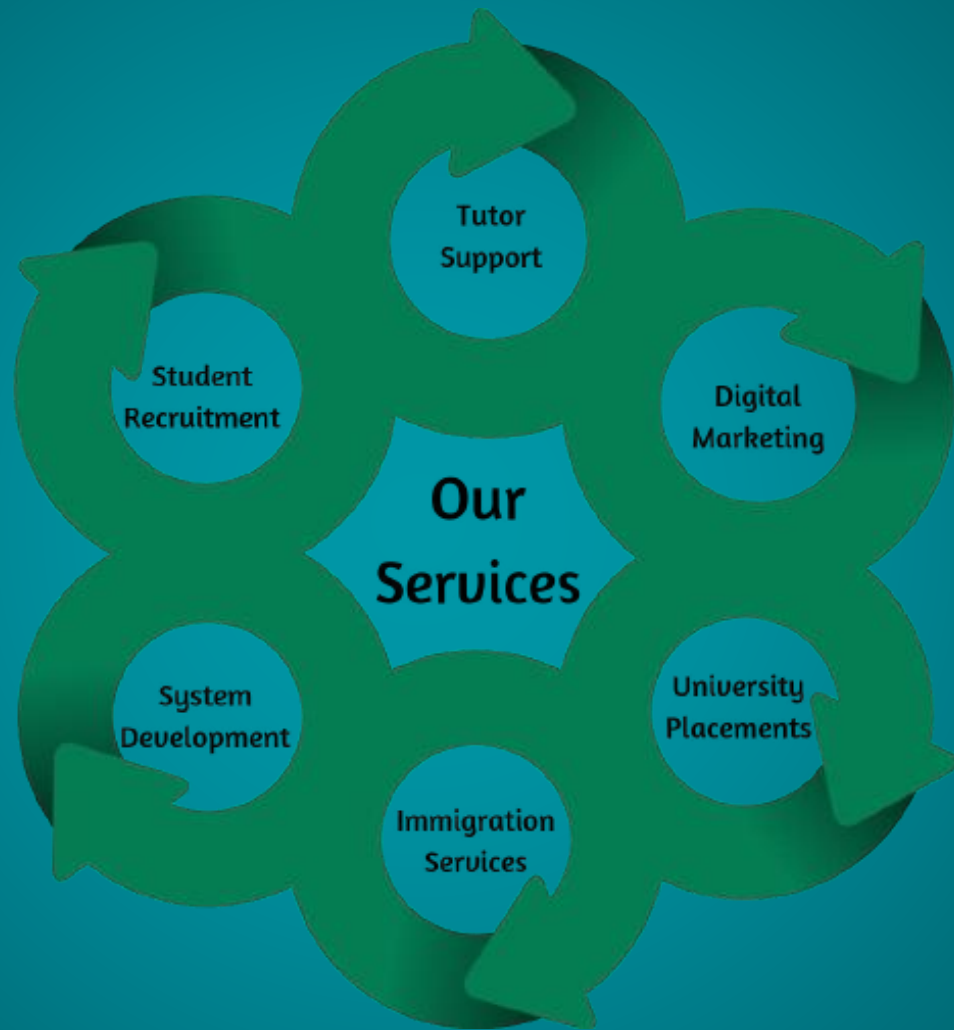 Tutor
Support
Student
Recruitment
Digital
Marketing
Our
Services
System
Development
University
Placements
Immigration
Services